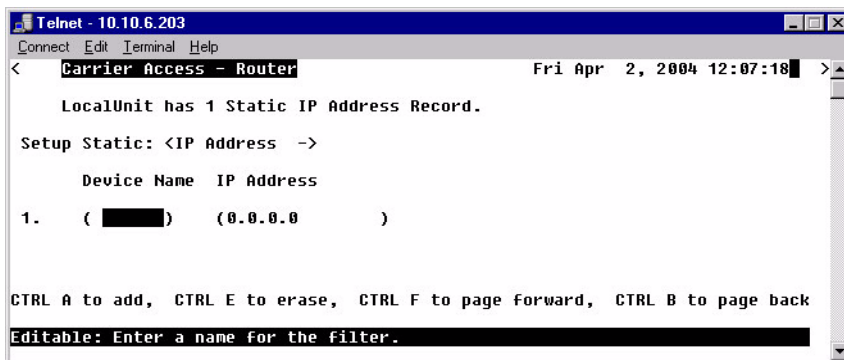 Telnet - 10.10.6.203
Connect Edit Terminal Help
< Carrier Access - Router Fri Apr 2, 2004 12:07:18 >
LocalUnit has 1 Static IP Address Record.
Setup Static: <IP Address ->
Device Name IP Address
1. ( ) (0.0.0.0 )
CTRL A to add, CTRL E to erase, CTRL F to page forward, CTRL B to page back
Editable: Enter a name for the filter.